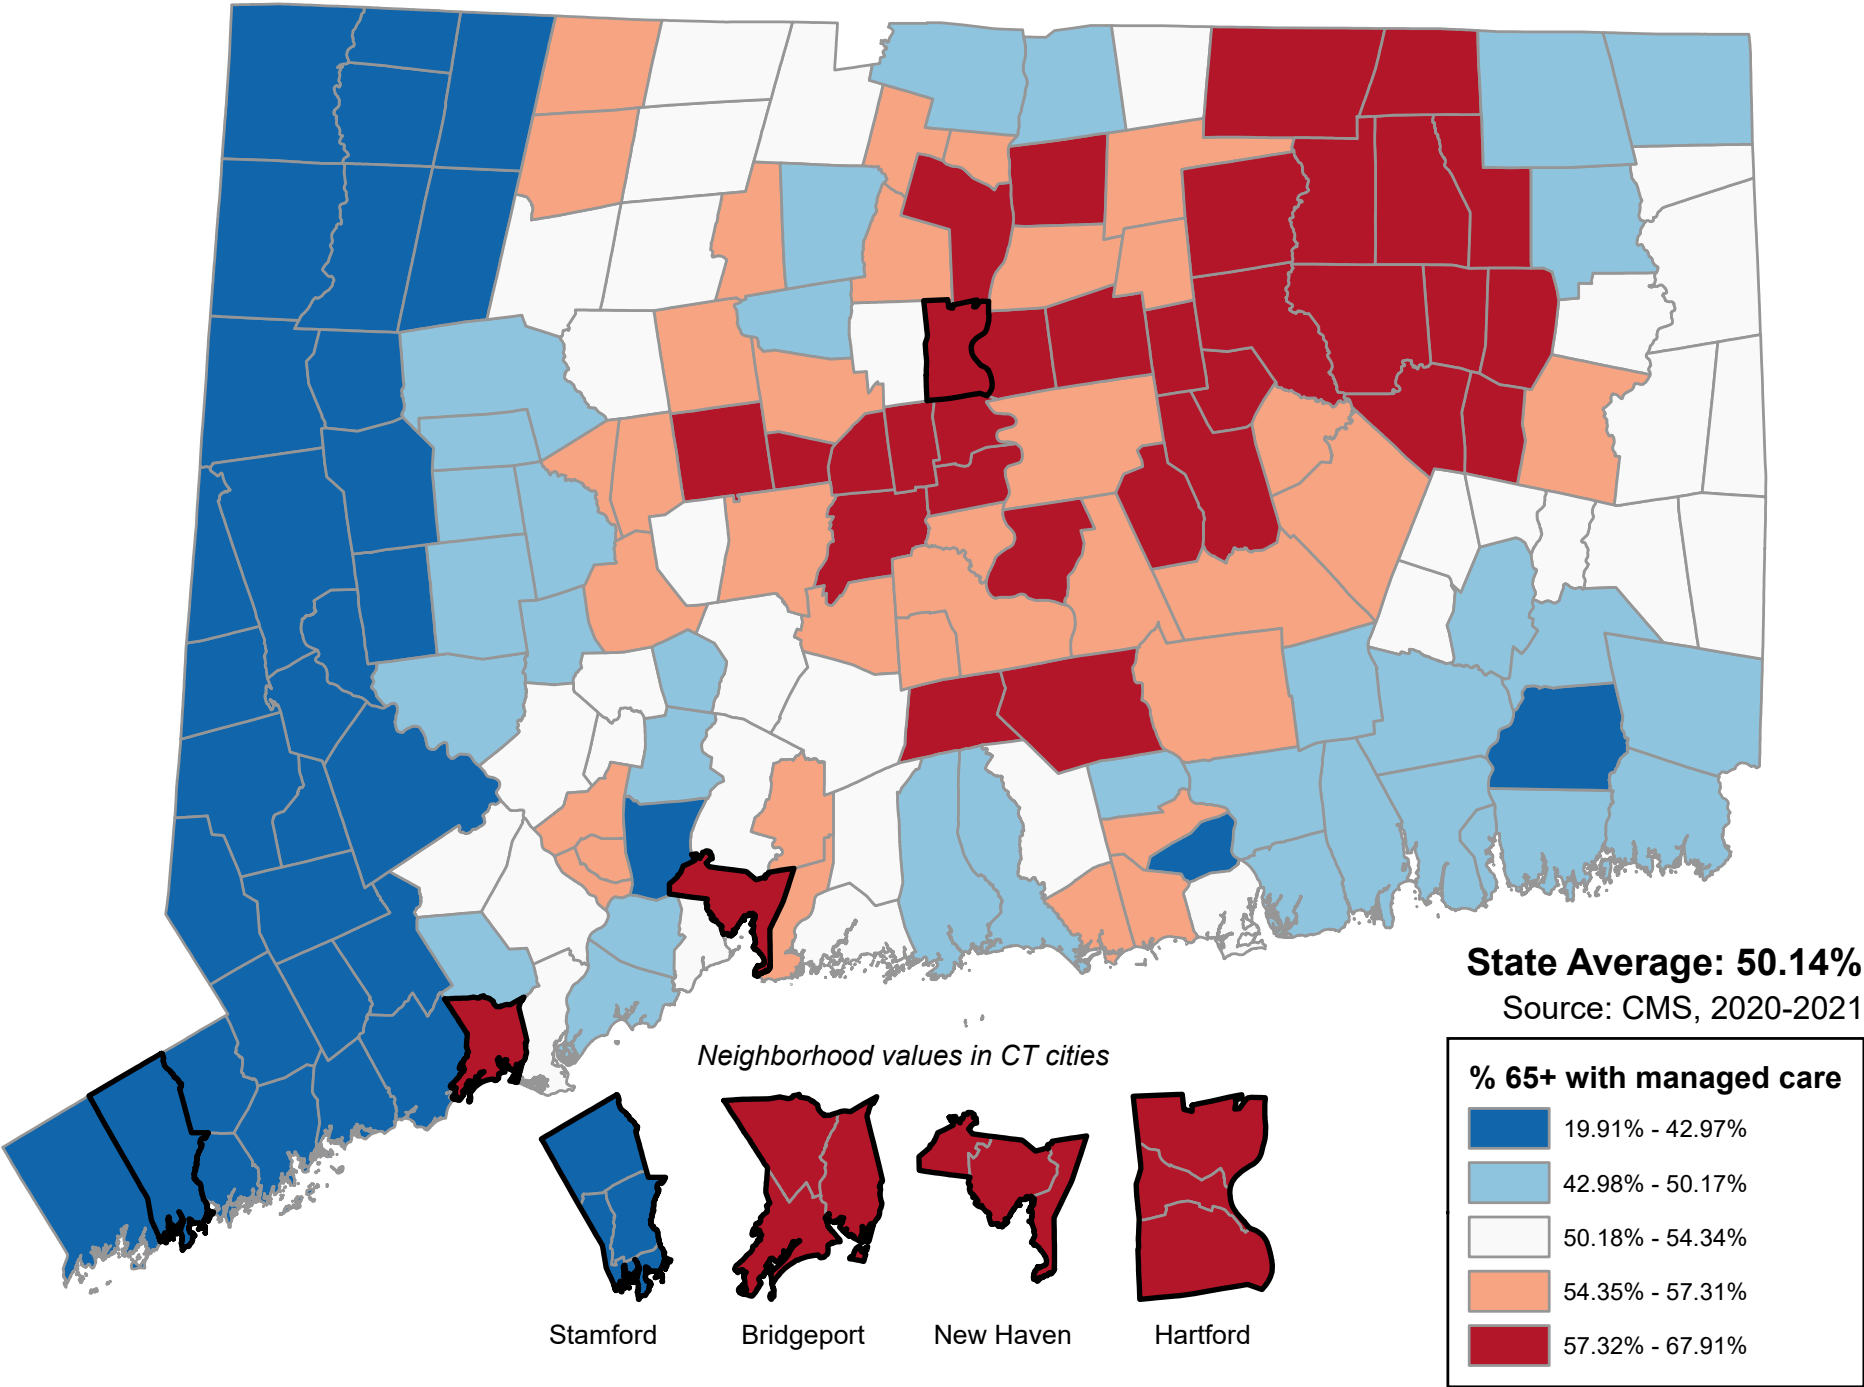 State Average: 50.14%
Source: CMS, 2020-2021
Neighborhood values in CT cities
% 65+ with managed care
19.91% - 42.97%
42.98% - 50.17%
50.18% - 54.34%
54.35% - 57.31%
57.32% - 67.91%
Stamford
Bridgeport
New Haven
Hartford